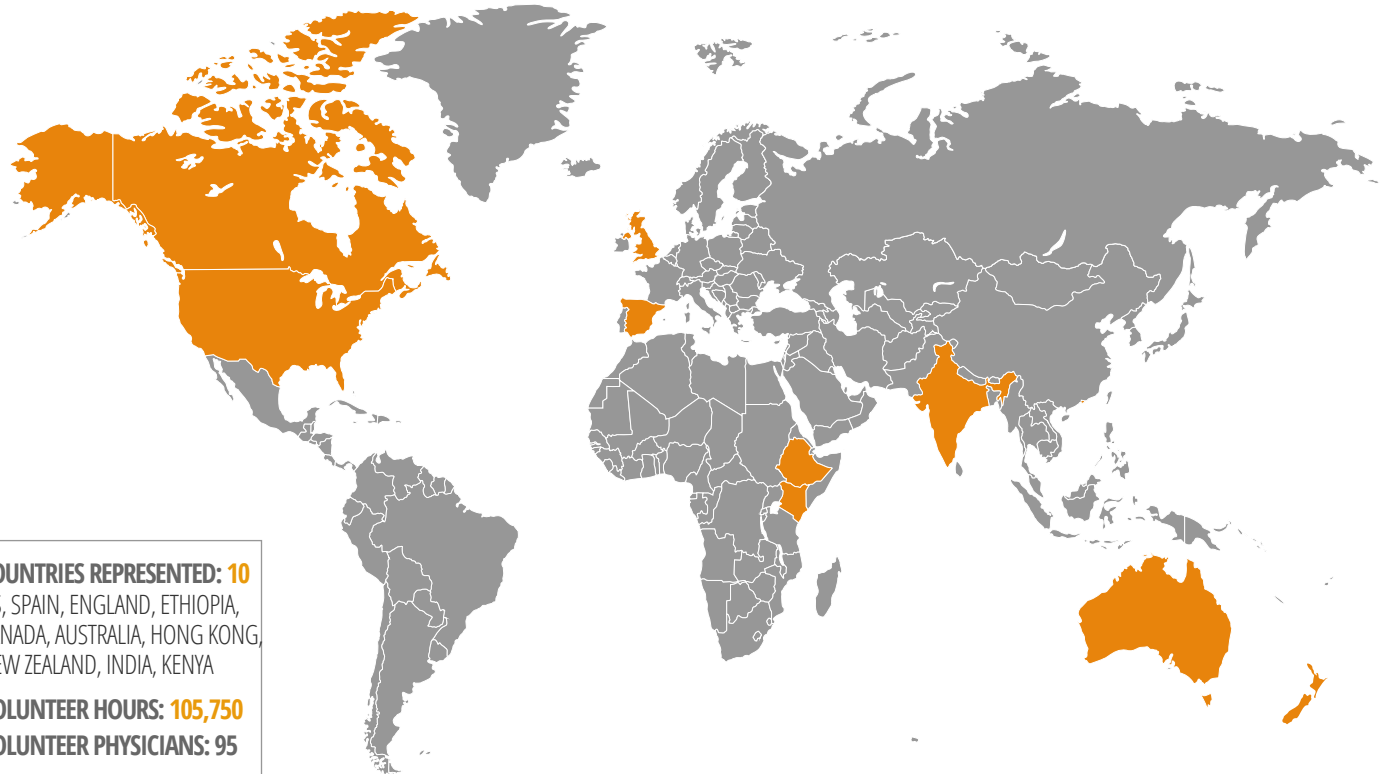 OUNTRIES REPRESENTED: 10
S, SPAIN, ENGLAND, ETHIOPIA,
NADA, AUSTRALIA, HONG KONG,
EW ZEALAND, INDIA, KENYA
OLUNTEER HOURS: 105,750
OLUNTEER PHYSICIANS: 95